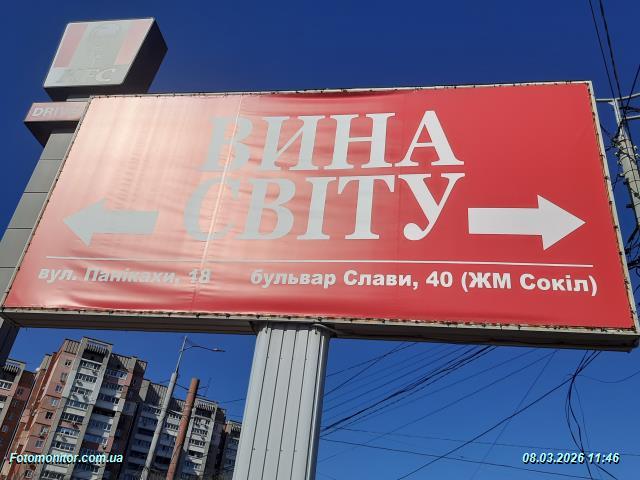 KFC
DRIVE
ВИНА
СВІТУ
вул. Панікахи, 18
бульвар Слави, 40 (ЖМ Сокіл)
Fotomonitor.com.ua
08.03.2026 11:46